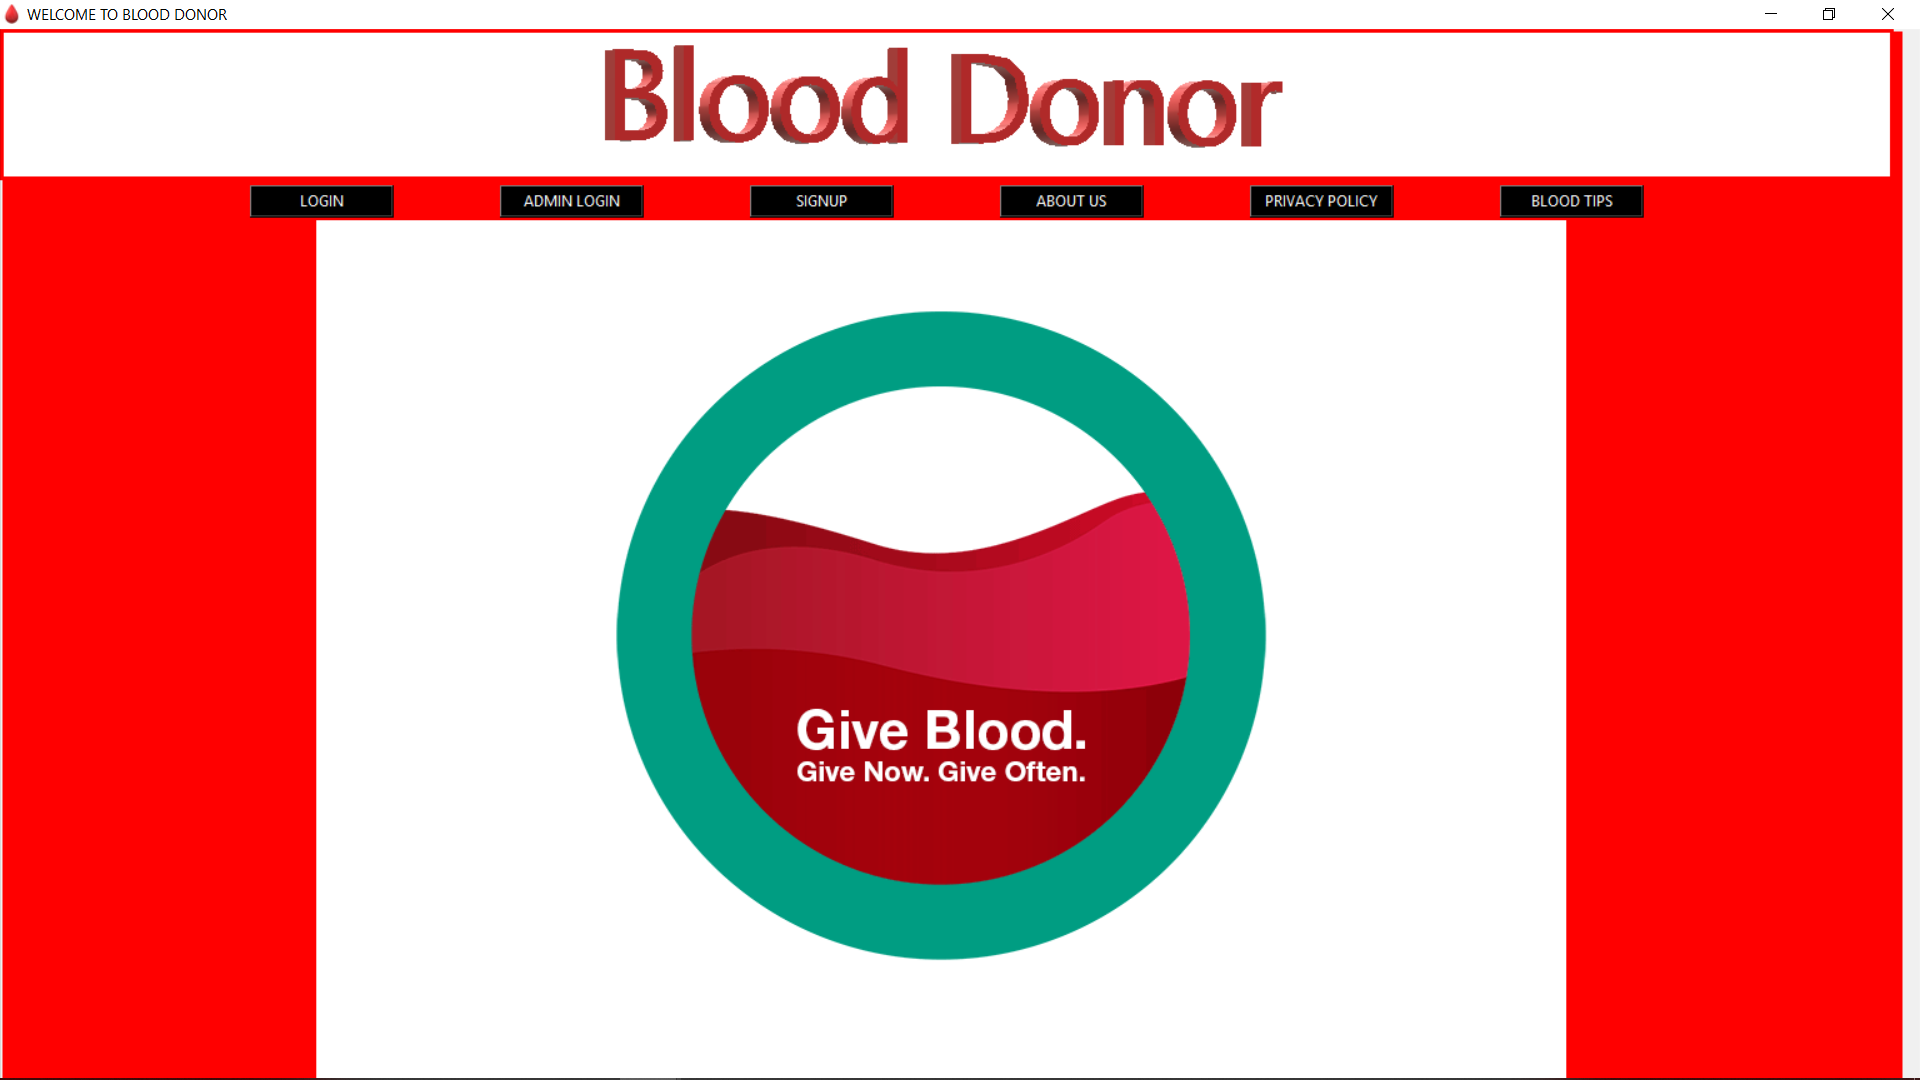 WELCOME TO BLOOD DONOR
Blood Donor
LOGIN ADMIN LOGIN SIGNUP ABOUT US PRIVACY POLICY BLOOD TIPS
Give Blood.
Give Now. Give Often.